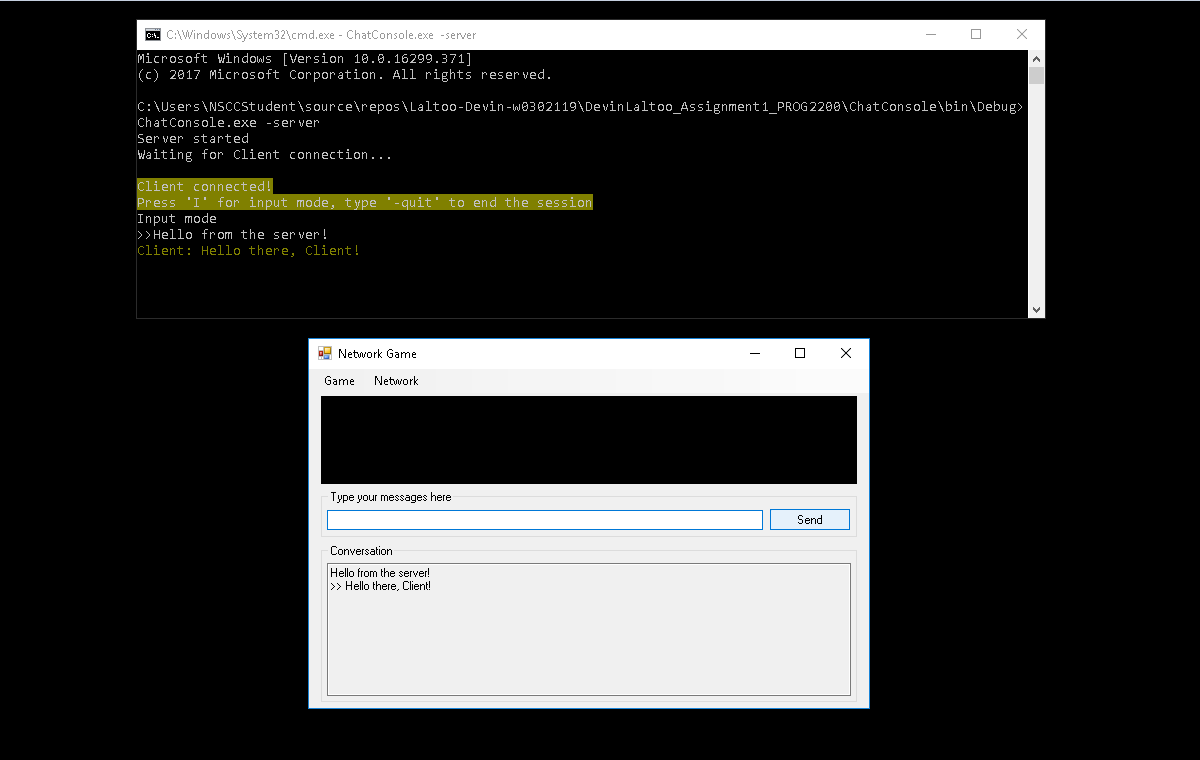 C:\Windows\System32\cmd.exe - ChatConsole.exe -server
Microsoft Windows [Version 10.0.16299.371]
(c) 2017 Microsoft Corporation. All rights reserved.
C:\Users\NSCCStudent\source\repos\Laltoo-Devin-w0302119\DevinLaltoo_Assignment1_PROG2200\ChatConsole\bin\Debug>
ChatConsole.exe -server
Server started
Waiting for Client connection...
Client connected!
Press 'I' for input mode, type '-quit' to end the session
Input mode
>>Hello from the server!
Client: Hello there, Client!
Network Game
Game Network
Type your messages here
Send
Conversation
Hello from the server!
>> Hello there, Client!